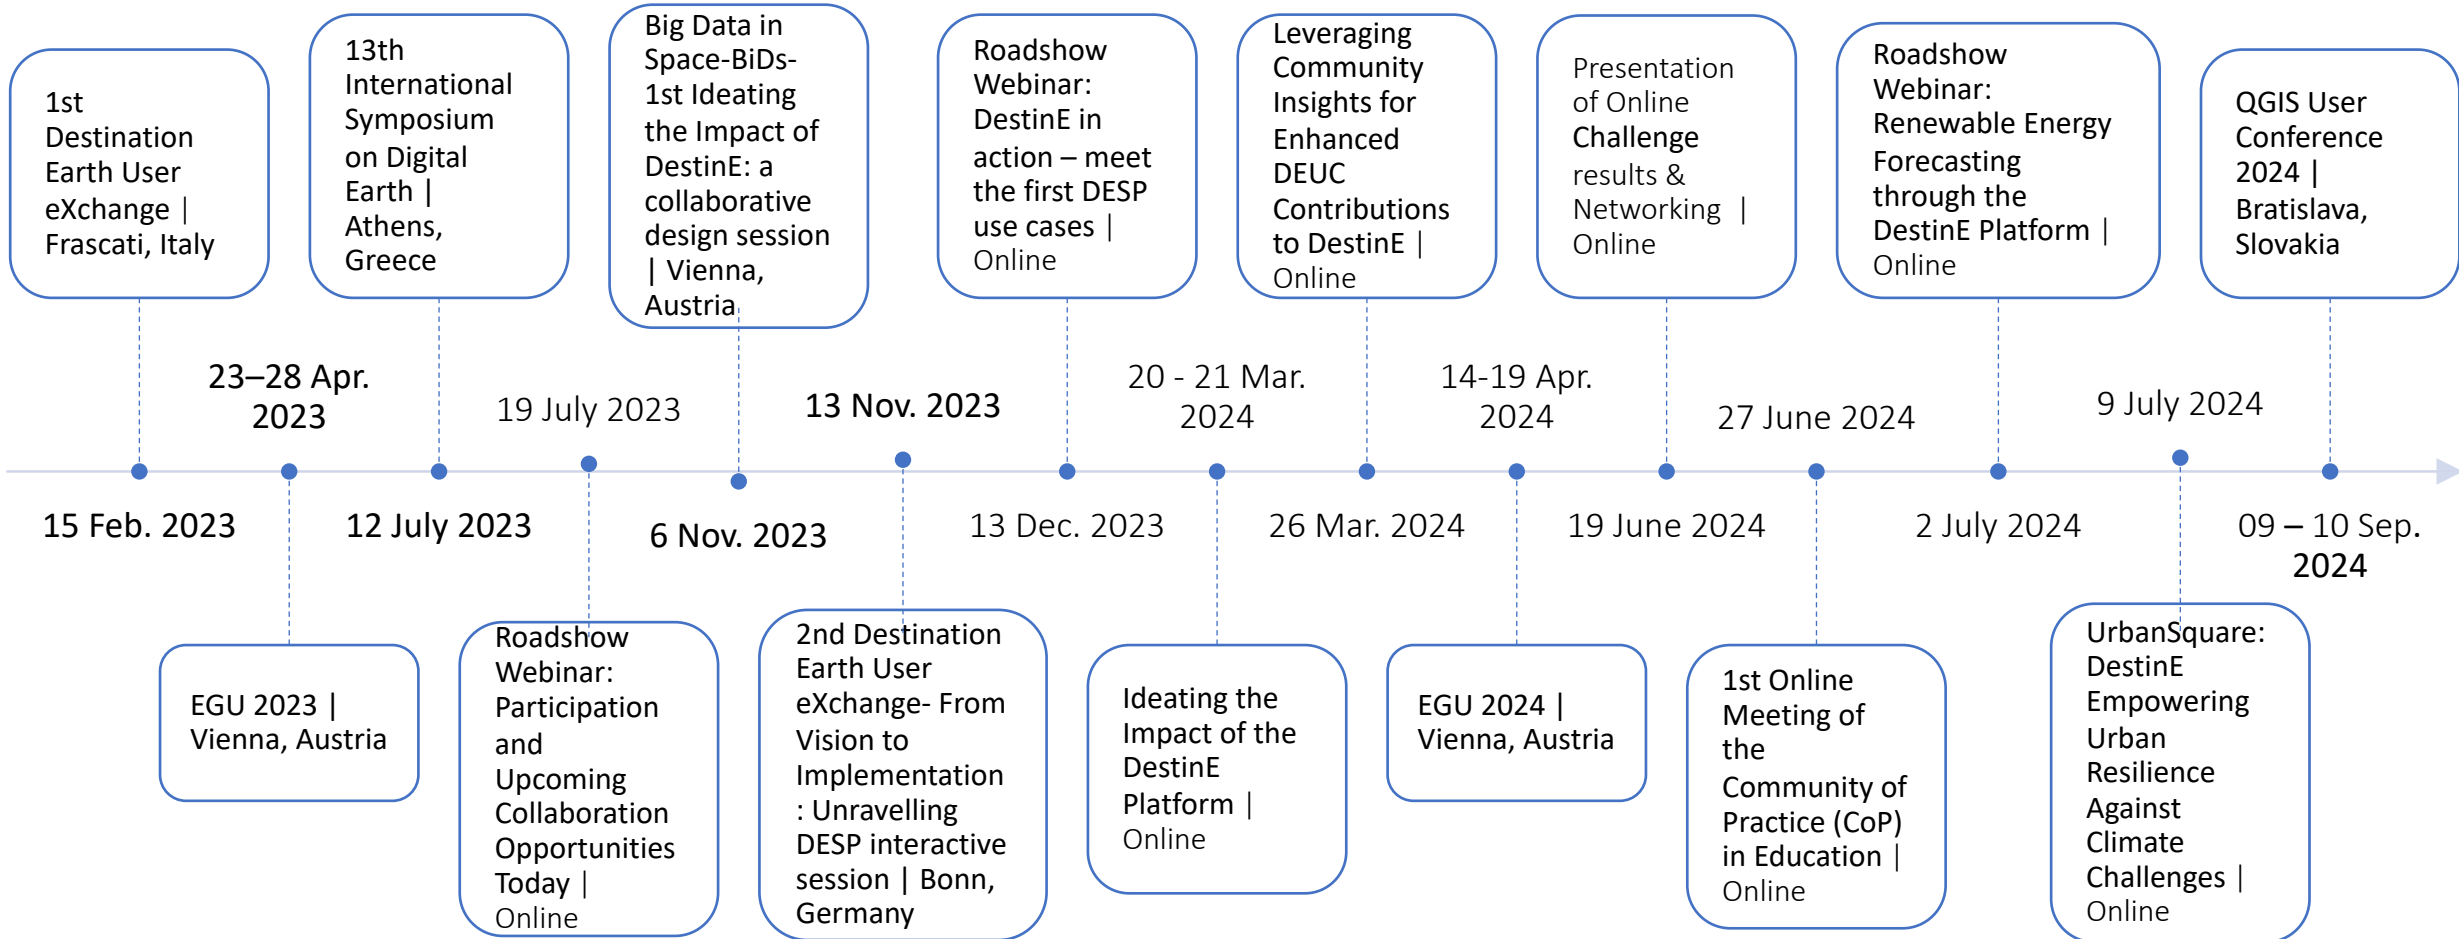 1st
Destination
Earth User
eXchange |
Frascati, Italy
13th
International
Symposium
on Digital
Earth |
Athens,
Greece
Big Data in
Space-BiDs-
1st Ideating
the Impact of
DestinE: a
collaborative
design session
| Vienna,
Austria
Roadshow
Webinar:
DestinE in
action – meet
the first DESP
use cases |
Online
Leveraging
Community
Insights for
Enhanced
DEUC
Contributions
to DestinE |
Online
Presentation
of Online
Challenge
results &
Networking |
Online
Roadshow
Webinar:
Renewable Energy
Forecasting
through the
DestinE Platform |
Online
QGIS User
Conference
2024 |
Bratislava,
Slovakia
23–28 Apr.
2023
19 July 2023
13 Nov. 2023
20 - 21 Mar.
2024
14-19 Apr.
2024
27 June 2024
9 July 2024
15 Feb. 2023
12 July 2023
6 Nov. 2023
13 Dec. 2023
26 Mar. 2024
19 June 2024
2 July 2024
09 – 10 Sep.
2024
EGU 2023 |
Vienna, Austria
Roadshow
Webinar:
Participation
and
Upcoming
Collaboration
Opportunities
Today |
Online
2nd Destination
Earth User
eXchange- From
Vision to
Implementation
: Unravelling
DESP interactive
session | Bonn,
Germany
Ideating the
Impact of the
DestinE
Platform |
Online
EGU 2024 |
Vienna, Austria
1st Online
Meeting of
the
Community of
Practice (CoP)
in Education |
Online
UrbanSquare:
DestinE
Empowering
Urban
Resilience
Against
Climate
Challenges |
Online